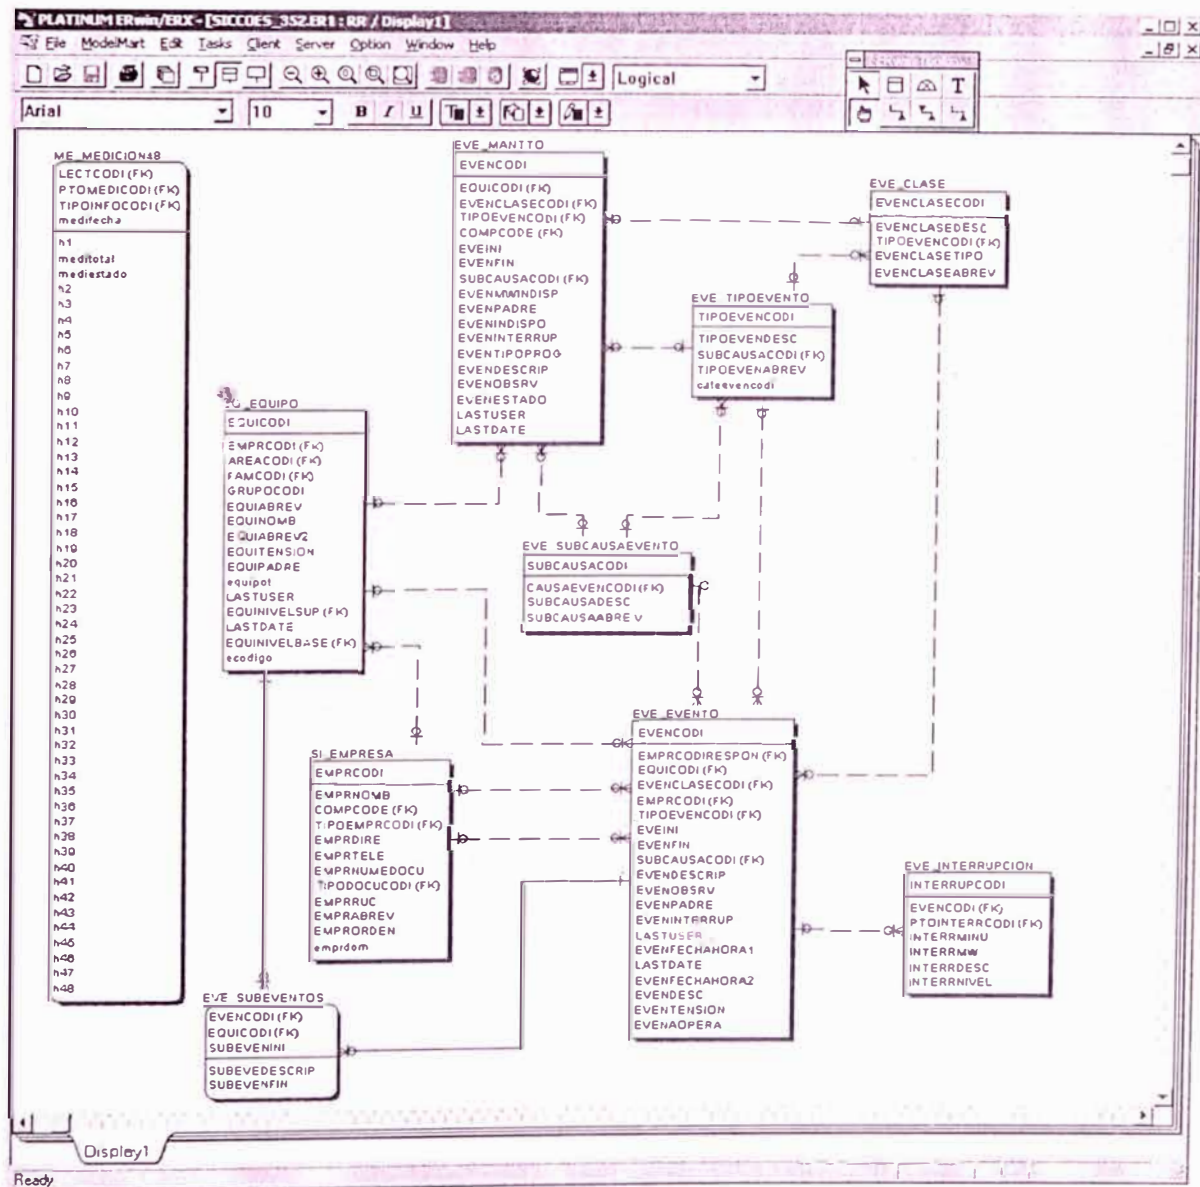 PLATINUM ERwin/ERX - [SICCOES_352.ER1 : RR / Display1]
File ModelMart Edit Tasks Client Server Option Window Help
Logical
Arial 10 B I U
ME_MEDICION48
LECTCODI (FK)
PTOMEDICODI (FK)
TIPOINFOCODI (FK)
medifecha
h1
meditotal
mediestado
h2
h3
h4
h5
h6
h7
h8
h9
h10
h11
h12
h13
h14
h15
h16
h17
h18
h19
h20
h21
h22
h23
h24
h25
h26
h27
h28
h29
h30
h31
h32
h33
h34
h35
h36
h37
h38
h39
h40
h41
h42
h43
h44
h45
h46
h47
h48
EVE_MANTTO
EVENCODI
EQUICODI (FK)
EVENCLASECODI (FK)
TIPOEVENCODI (FK)
COMPCODE (FK)
EVEINI
EVENFIN
SUBCAUSACODI (FK)
EVENMWINDISP
EVENPADRE
EVENINDISPO
EVENINTERRUP
EVENTIPOPROG
EVENDESCRIP
EVENOBSRV
EVENESTADO
LASTUSER
LASTDATE
EVE_CLASE
EVENCLASECODI
EVENCLASEDESC
TIPOEVENCODI (FK)
EVENCLASETIPO
EVENCLASEABREV
EVE_TIPOEVENTO
TIPOEVENCODI
TIPOEVENDESC
SUBCAUSACODI (FK)
TIPOEVENABREV
cateevencodi
EQ_EQUIPO
EQUICODI
EMPRCODI (FK)
AREACODI (FK)
FAMCODI (FK)
GRUPOCODI
EQUIABREV
EQUINOMB
EQUIABREV2
EQUITENSION
EQUIPADRE
equipot
LASTUSER
EQUINIVELSUP (FK)
LASTDATE
EQUINIVELBASE (FK)
ecodigo
EVE_SUBCAUSAEVENTO
SUBCAUSACODI
CAUSAEVENCODI (FK)
SUBCAUSADESC
SUBCAUSAABREV
SI_EMPRESA
EMPRCODI
EMPRNOMB
COMPCODE (FK)
TIPOEMPRCODI (FK)
EMPRDIRE
EMPRTELE
EMPRNUMEDOCU
TIPODOCUCODI (FK)
EMPRRUC
EMPRABREV
EMPRORDEN
emprdom
EVE_EVENTO
EVENCODI
EMPRCODIRESPON (FK)
EQUICODI (FK)
EVENCLASECODI (FK)
EMPRCODI (FK)
TIPOEVENCODI (FK)
EVEINI
EVENFIN
SUBCAUSACODI (FK)
EVENDESCRIP
EVENOBSRV
EVENPADRE
EVENINTERRUP
LASTUSER
EVENFECHAHORA1
LASTDATE
EVENFECHAHORA2
EVENDESC
EVENTENSION
EVENAOPERA
EVE_INTERRUPCION
INTERRUPCODI
EVENCODI (FK)
PTOINTERRCODI (FK)
INTERRMINU
INTERRMW
INTERRDESC
INTERRNIVEL
EVE_SUBEVENTOS
EVENCODI (FK)
EQUICODI (FK)
SUBEVENINI
SUBEVEDESCRIP
SUBEVENFIN
Display1
Ready